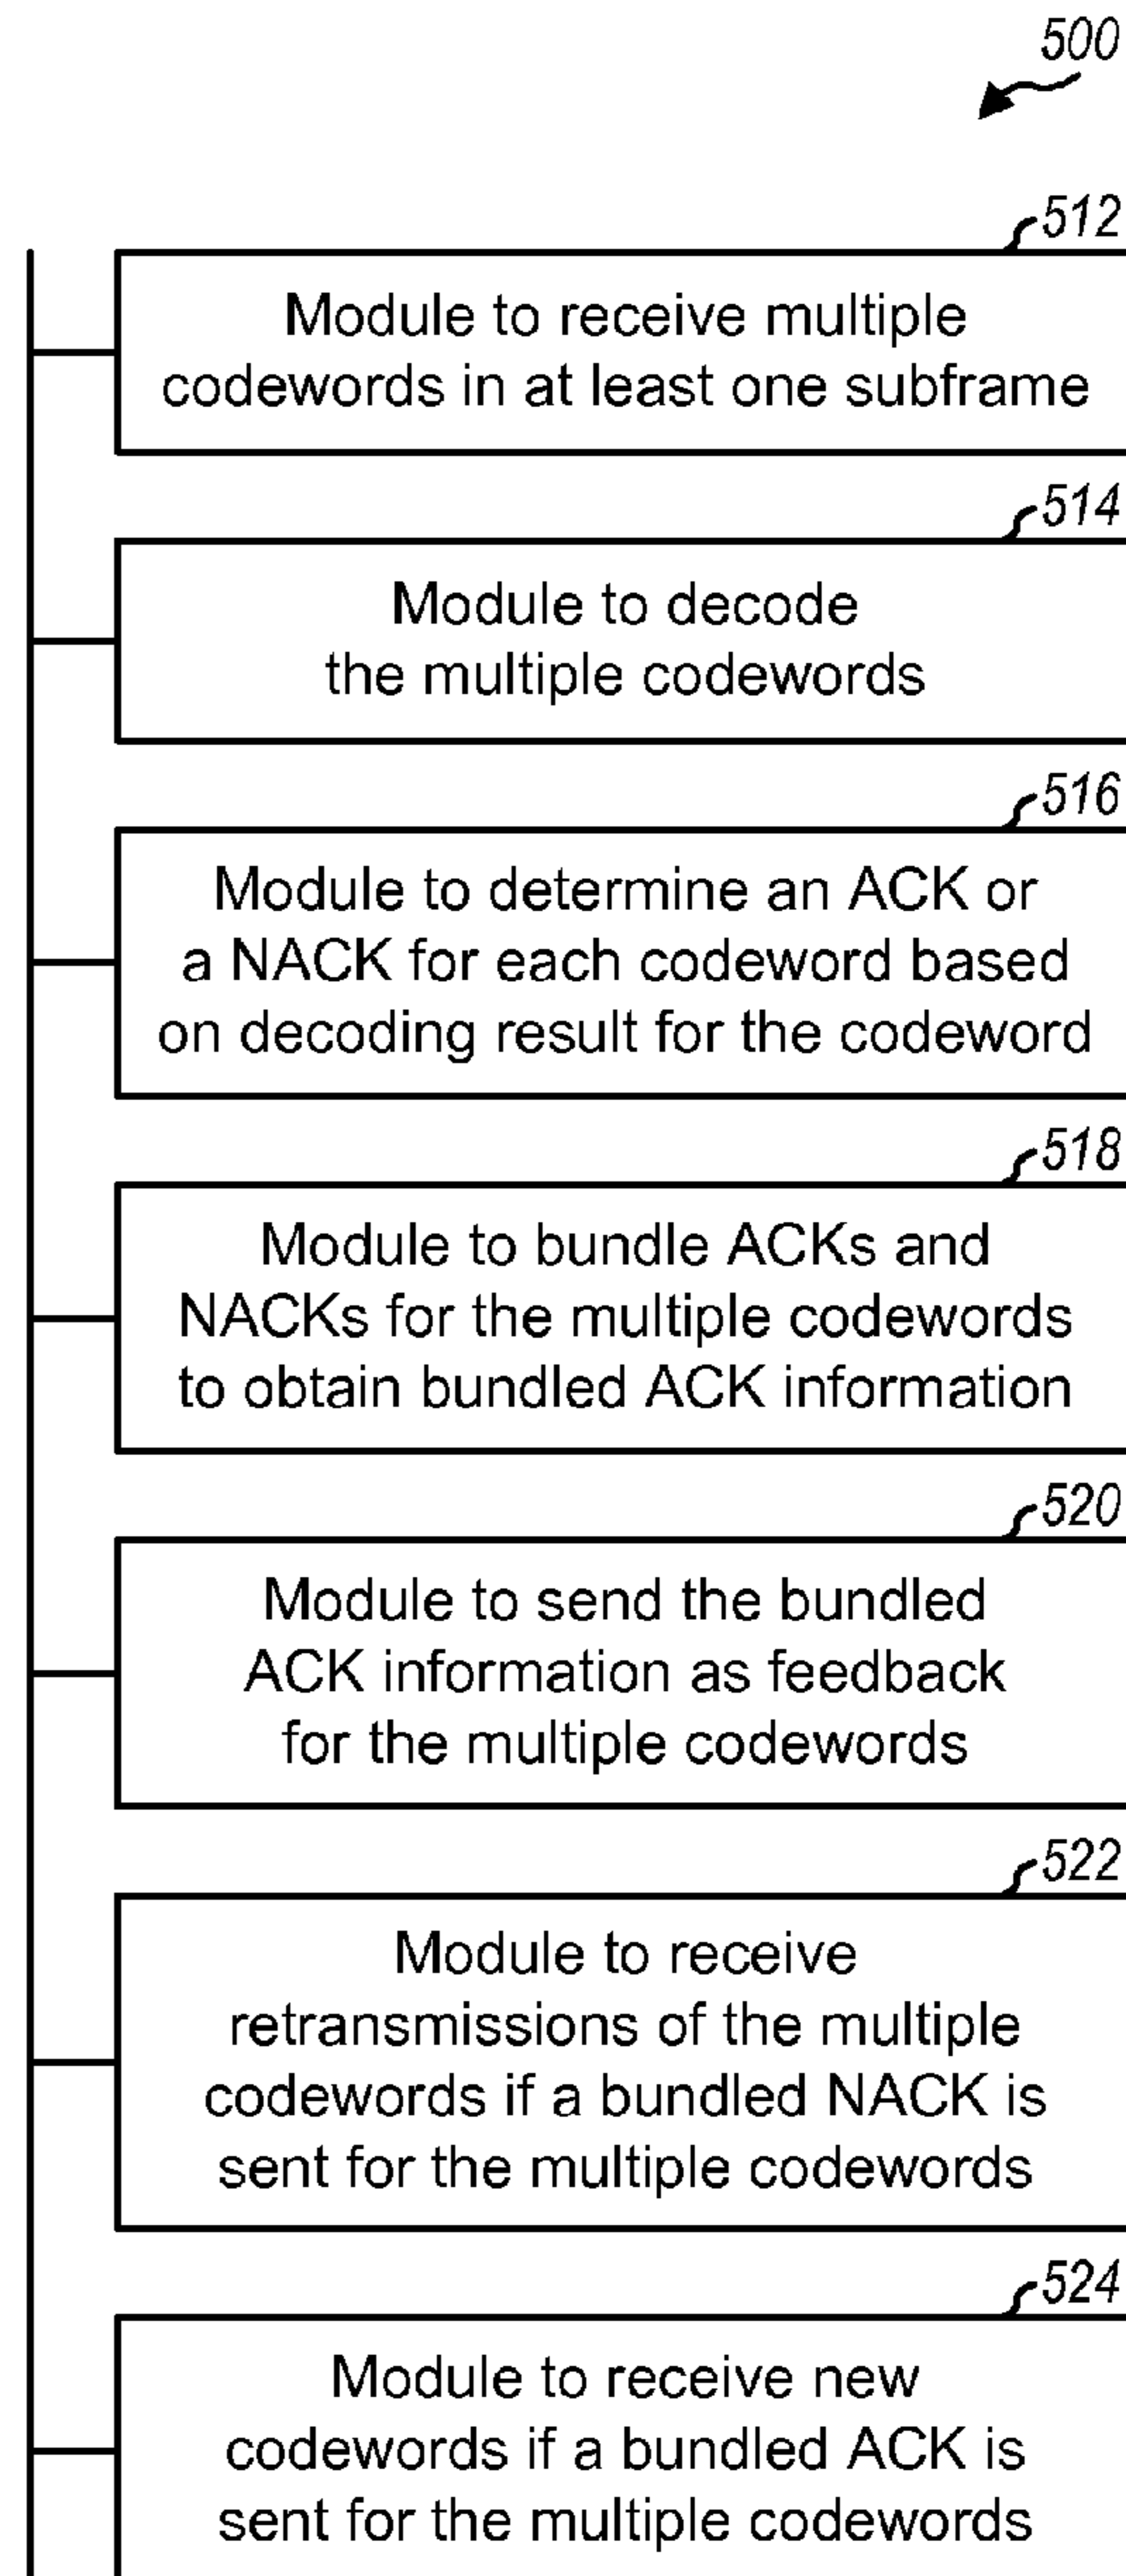 500
512
Module to receive multiple
codewords in at least one subframe
514
Module to decode
the multiple codewords
516
Module to determine an ACK or
a NACK for each codeword based
on decoding result for the codeword
518
Module to bundle ACKs and
NACKs for the multiple codewords
to obtain bundled ACK information
520
Module to send the bundled
ACK information as feedback
for the multiple codewords
522
Module to receive
retransmissions of the multiple
codewords if a bundled NACK is
sent for the multiple codewords
524
Module to receive new
codewords if a bundled ACK is
sent for the multiple codewords